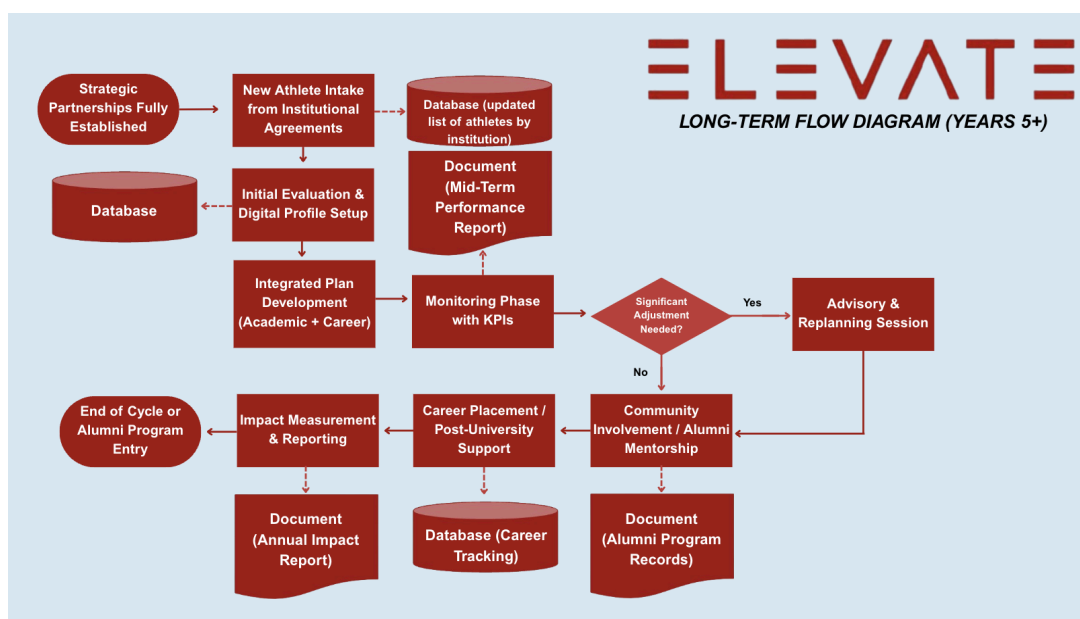 ELEVATE
LONG-TERM FLOW DIAGRAM (YEARS 5+)
Strategic
Partnerships Fully
Established
New Athlete Intake
from Institutional
Agreements
Database (updated
list of athletes by
institution)
Database
Initial Evaluation &
Digital Profile Setup
Document
(Mid-Term
Performance
Report)
Integrated Plan
Development
(Academic + Career)
Monitoring Phase
with KPIs
Significant
Adjustment
Needed?
Yes
Advisory &
Replanning Session
No
End of Cycle or
Alumni Program
Entry
Impact Measurement
& Reporting
Career Placement /
Post-University
Support
Community
Involvement / Alumni
Mentorship
Document
(Annual Impact
Report)
Database (Career
Tracking)
Document
(Alumni Program
Records)